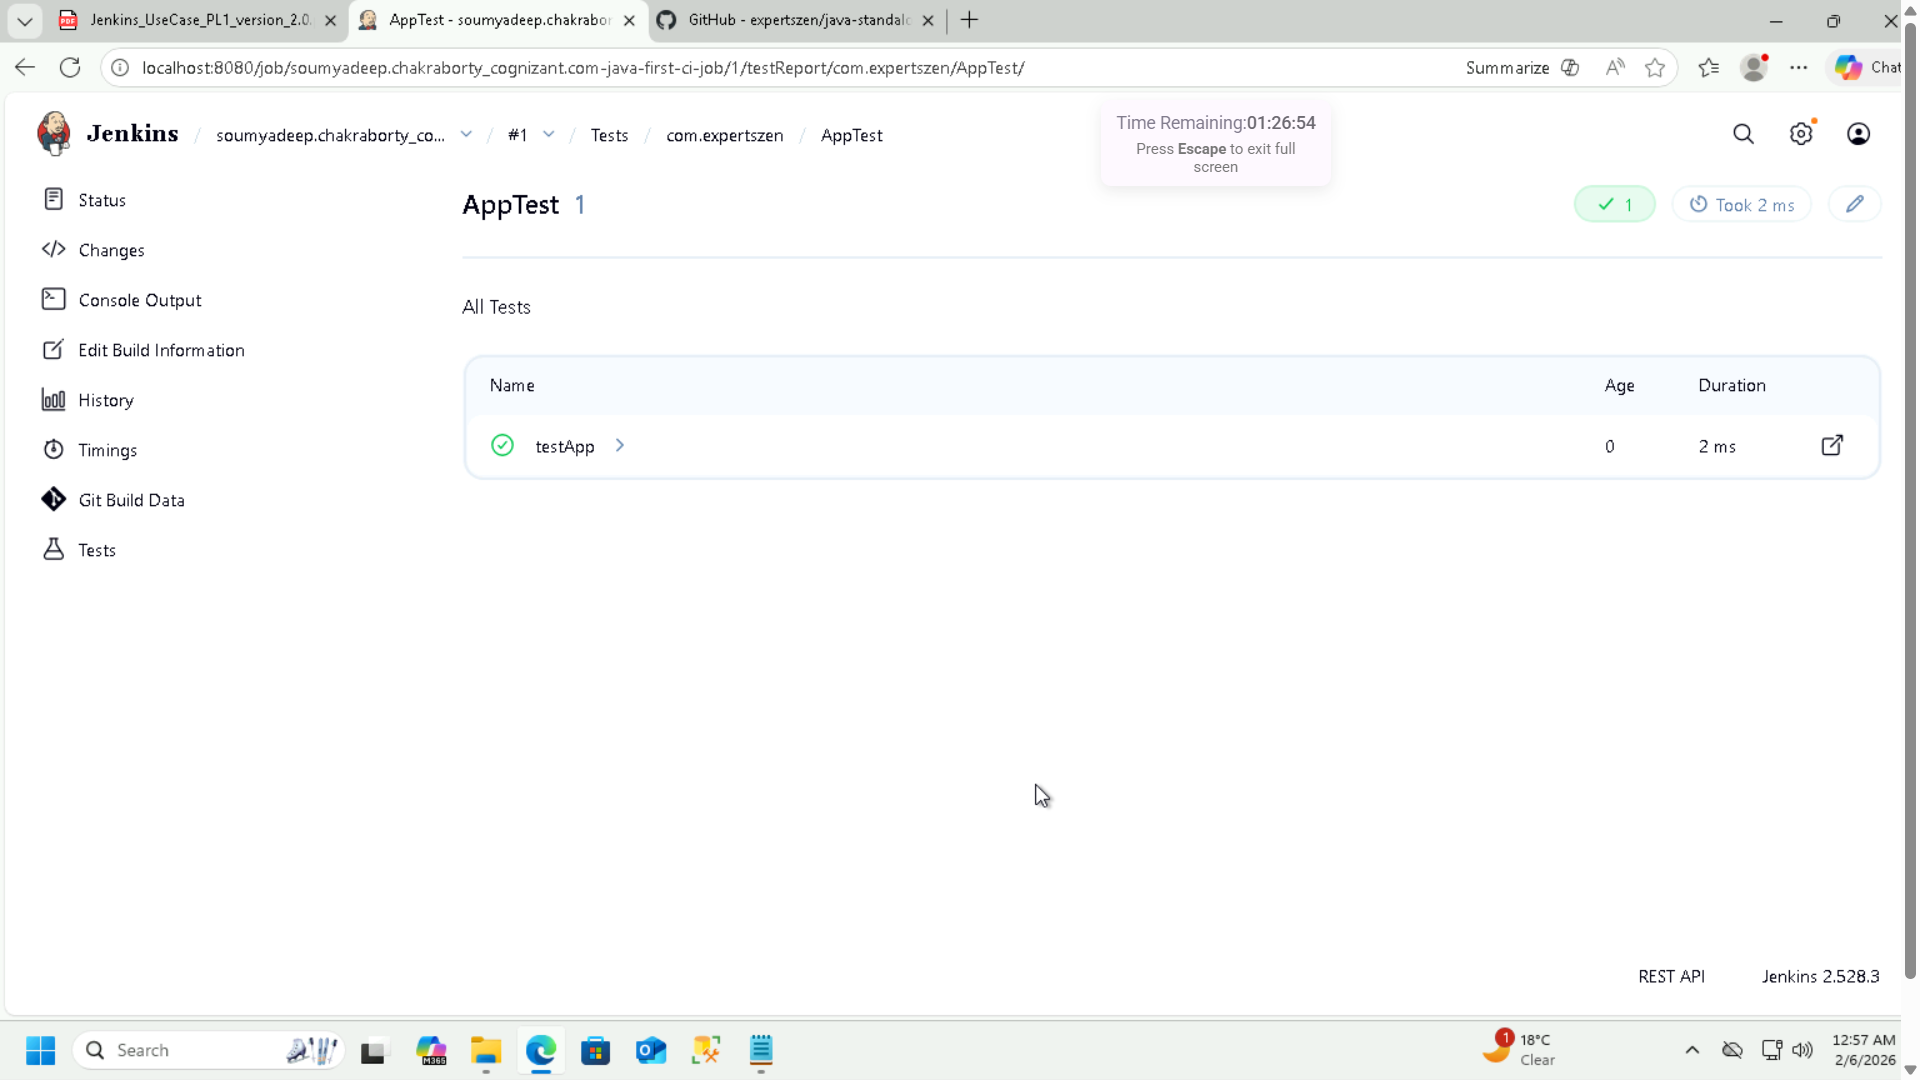 Jenkins_UseCase_PL1_version_2.0.
AppTest - soumyadeep.chakrabor
GitHub - expertszen/java-standalo
localhost:8080/job/soumyadeep.chakraborty_cognizant.com-java-first-ci-job/1/testReport/com.expertszen/AppTest/
Summarize
Chat
Jenkins / soumyadeep.chakraborty_co... / #1 / Tests / com.expertszen / AppTest
Time Remaining:01:26:54
Press Escape to exit full
screen
Status
Changes
Console Output
Edit Build Information
History
Timings
Git Build Data
Tests
AppTest 1
1
Took 2 ms
All Tests
Name Age Duration
testApp 0 2 ms
REST API
Jenkins 2.528.3
Search
M365
1
18°C
Clear
12:57 AM
2/6/2026